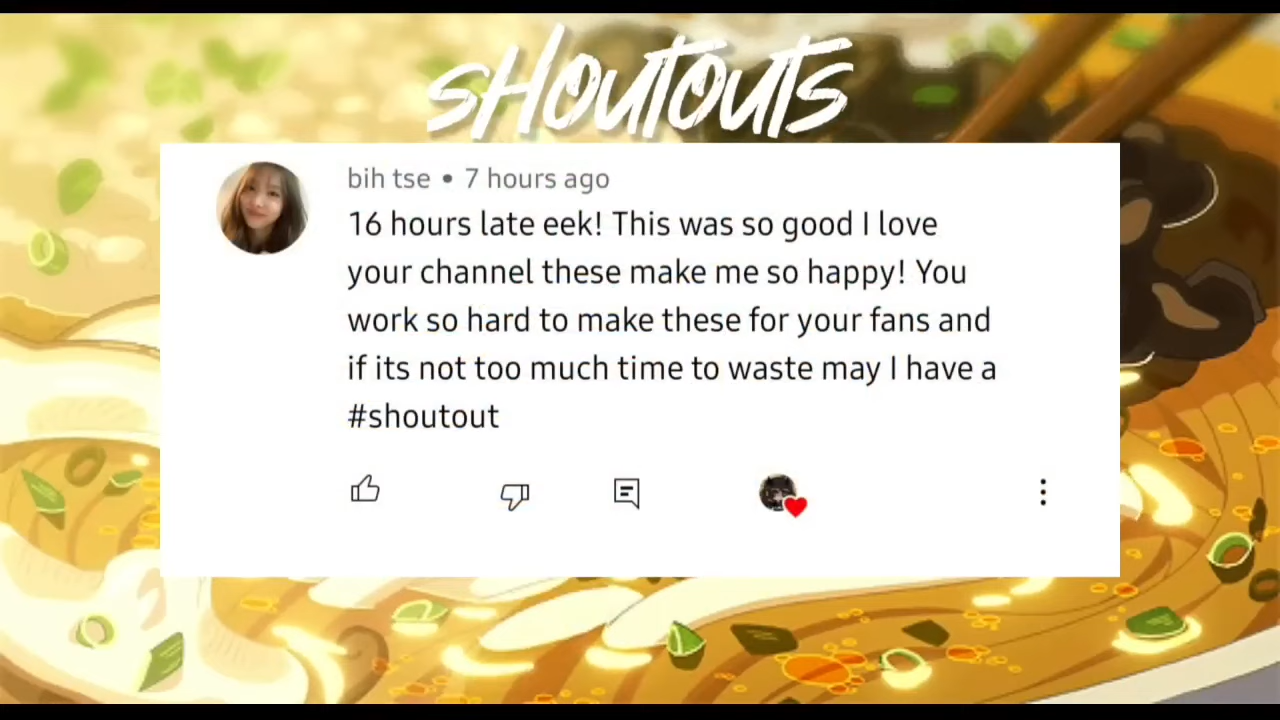 sHoutouts
bih tse • 7 hours ago
16 hours late eek! This was so good I love
your channel these make me so happy! You
work so hard to make these for your fans and
if its not too much time to waste may I have a
#shoutout